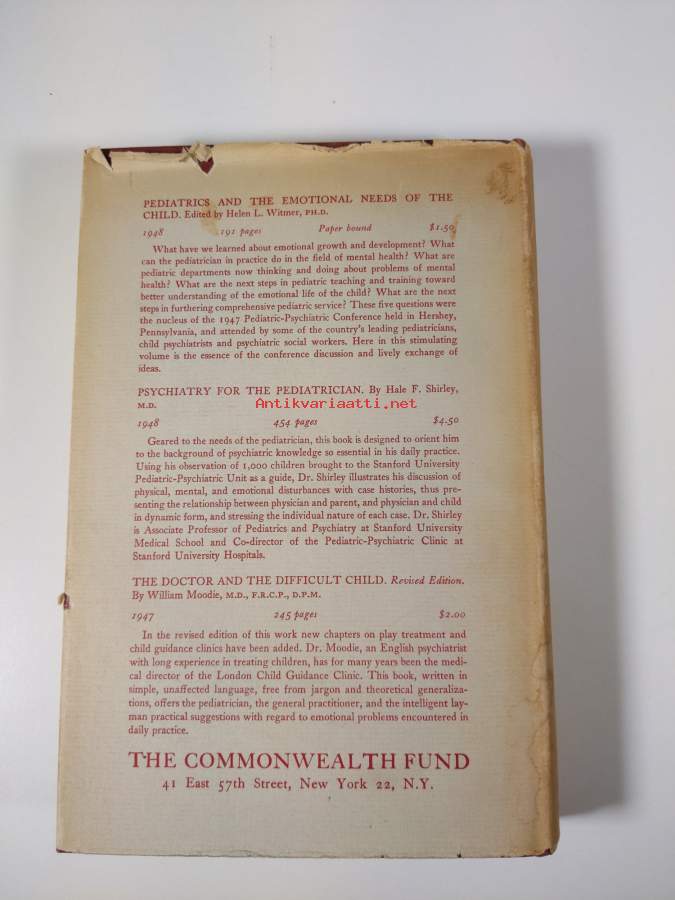 PEDIATRICS AND THE EMOTIONAL NEEDS OF THE
CHILD. Edited by Helen L. Witmer, PH.D.
1948 191 pages Paper bound $1.50
What have we learned about emotional growth and development? What
can the pediatrician in practice do in the field of mental health? What are
pediatric departments now thinking and doing about problems of mental
health? What are the next steps in pediatric teaching and training toward
better understanding of the emotional life of the child? What are the next
steps in furthering comprehensive pediatric service? These five questions were
the nucleus of the 1947 Pediatric-Psychiatric Conference held in Hershey,
Pennsylvania, and attended by some of the country's leading pediatricians,
child psychiatrists and psychiatric social workers. Here in this stimulating
volume is the essence of the conference discussion and lively exchange of
ideas.
PSYCHIATRY FOR THE PEDIATRICIAN. By Hale F. Shirley,
M.D.
Antikvariaatti.net
1948 454 pages $4.50
Geared to the needs of the pediatrician, this book is designed to orient him
to the background of psychiatric knowledge so essential in his daily practice.
Using his observation of 1,000 children brought to the Stanford University
Pediatric-Psychiatric Unit as a guide, Dr. Shirley illustrates his discussion of
physical, mental, and emotional disturbances with case histories, thus pre-
senting the relationship between physician and parent, and physician and child
in dynamic form, and stressing the individual nature of each case. Dr. Shirley
is Associate Professor of Pediatrics and Psychiatry at Stanford University
Medical School and Co-director of the Pediatric-Psychiatric Clinic at
Stanford University Hospitals.
THE DOCTOR AND THE DIFFICULT CHILD. Revised Edition.
By William Moodie, M.D., F.R.C.P., D.P.M.
1947 245 pages $2.00
In the revised edition of this work new chapters on play treatment and
child guidance clinics have been added. Dr. Moodie, an English psychiatrist
with long experience in treating children, has for many years been the medi-
cal director of the London Child Guidance Clinic. This book, written in
simple, unaffected language, free from jargon and theoretical generaliza-
tions, offers the pediatrician, the general practitioner, and the intelligent lay-
man practical suggestions with regard to emotional problems encountered in
daily practice.
THE COMMONWEALTH FUND
41 East 57th Street, New York 22, N.Y.